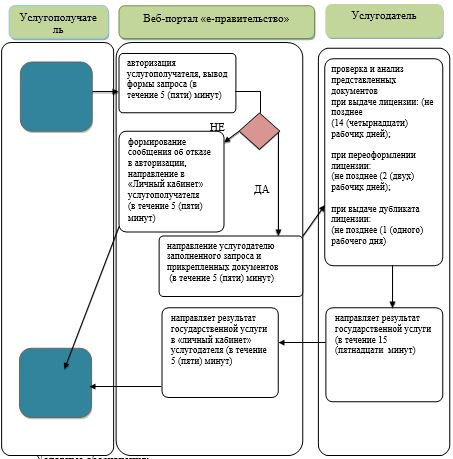 Услугополучате
ль
Веб-портал «е-правительство»
Услугодатель
авторизация
услугополучателя, вывод
формы запроса (в
течение 5 (пяти) минут)
НЕ
формирование
сообщения об отказе
в авторизации,
направление в
«Личный кабинет»
услугополучателя
(в течение 5 (пяти)
минут)
ДА
направление услугодателю
заполненного запроса и
прикрепленных документов
(в течение 5 (пяти) минут)
проверка и анализ
представленных
документов
при выдаче лицензии: (не
позднее
(14 (четырнадцати)
рабочих дней);
при переоформлении
лицензии:
(не позднее (2 (двух)
рабочих дней);
при выдаче дубликата
лицензии:
(не позднее (1 (одного)
рабочего дня)
направляет результат
государственной услуги
(в течение 15
(пятнадцати минут)
направляет результат
государственной услуги
в «личный кабинет»
услугодателя (в течение
5 (пяти) минут)